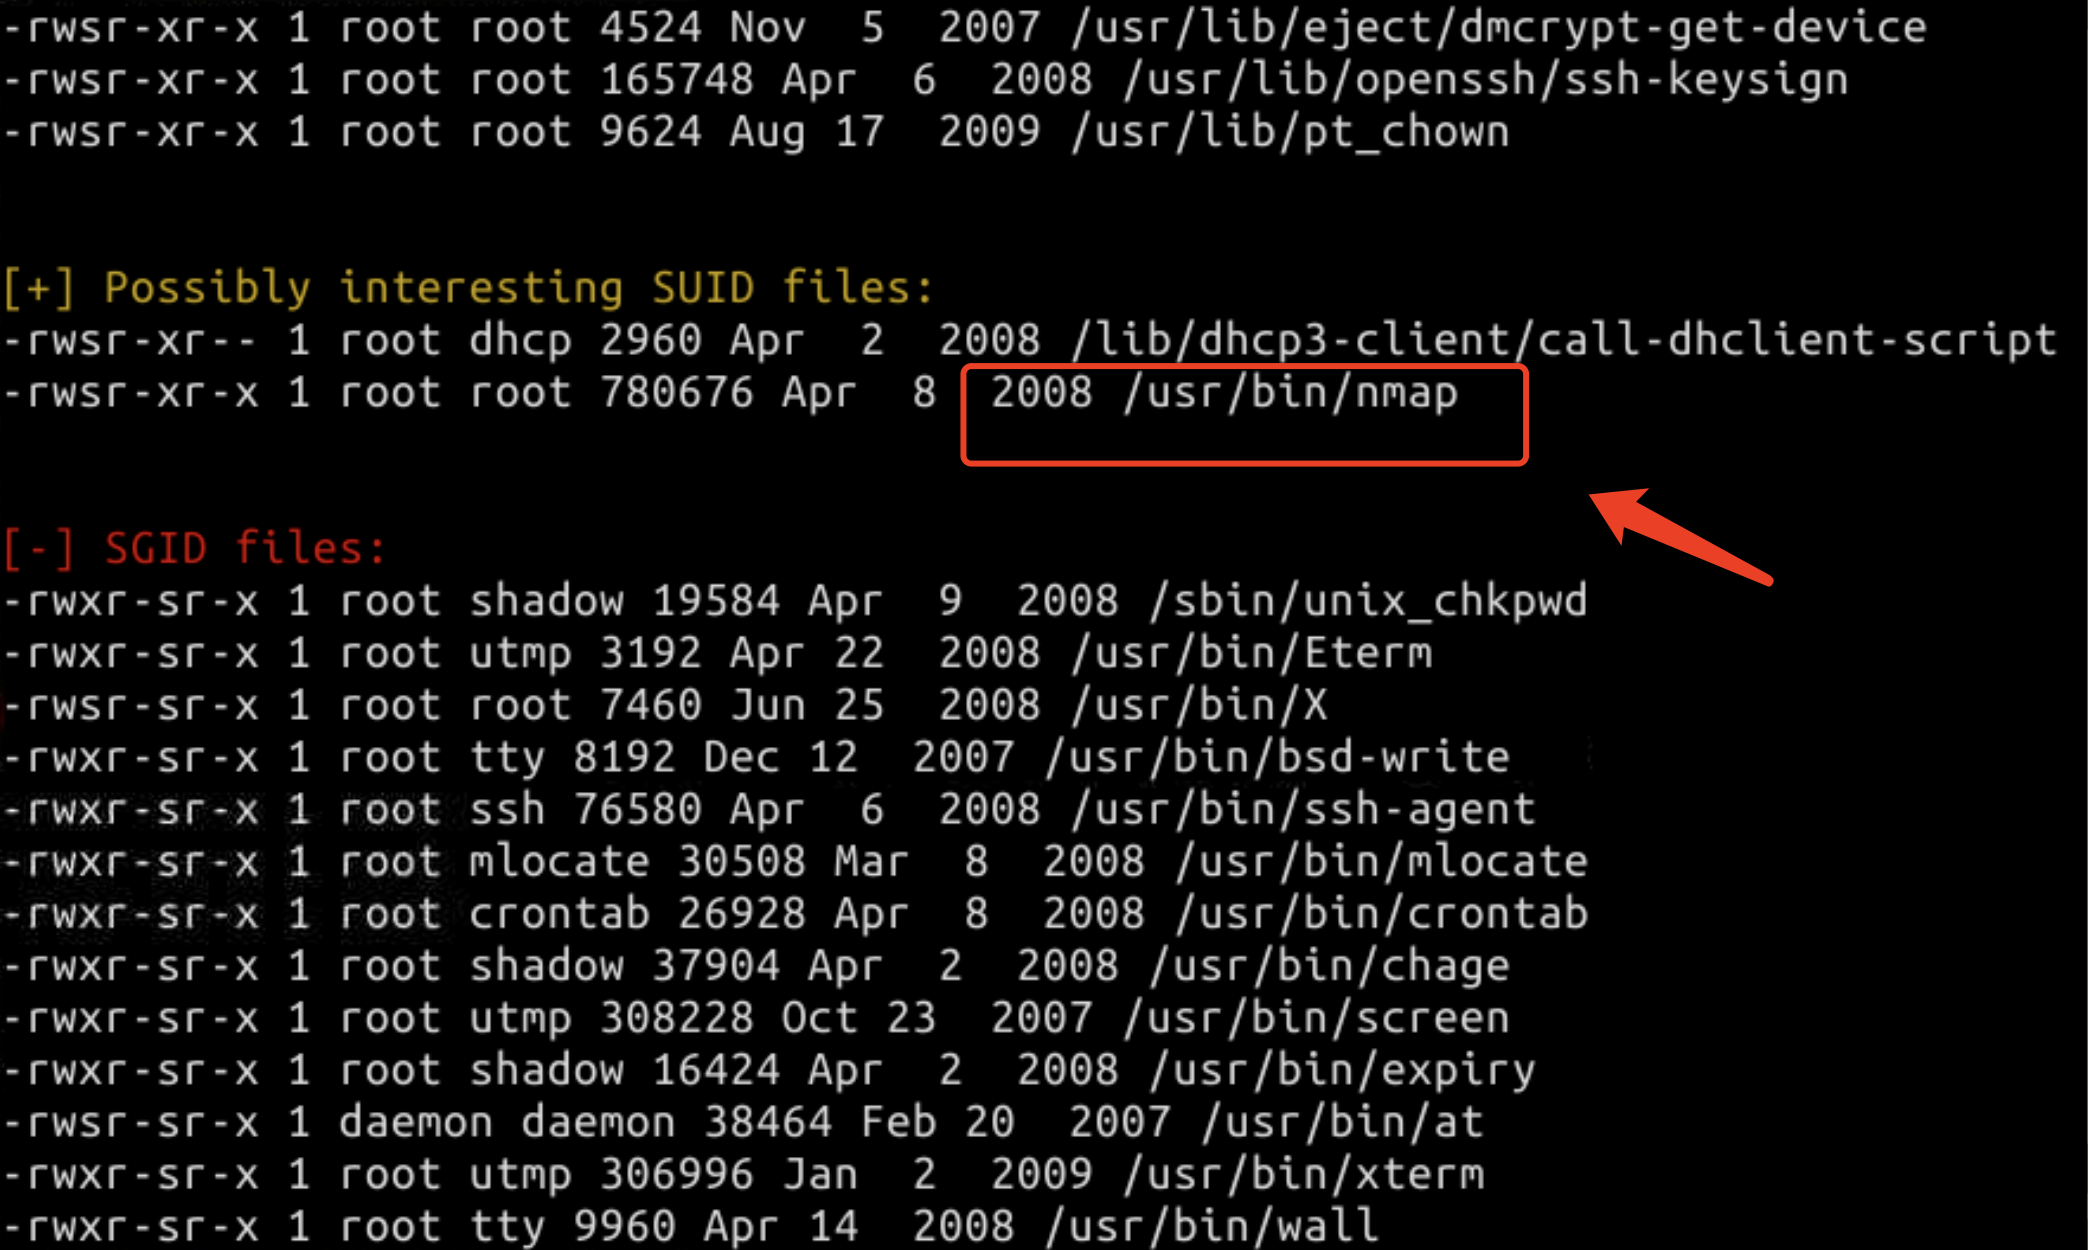 -rwsr-xr-x 1 root root 4524 Nov  5  2007 /usr/lib/eject/dmcrypt-get-device
-rwsr-xr-x 1 root root 165748 Apr  6  2008 /usr/lib/openssh/ssh-keysign
-rwsr-xr-x 1 root root 9624 Aug 17  2009 /usr/lib/pt_chown
[+] Possibly interesting SUID files:
-rwsr-xr-- 1 root dhcp 2960 Apr  2  2008 /lib/dhcp3-client/call-dhclient-script
-rwsr-xr-x 1 root root 780676 Apr  8  2008 /usr/bin/nmap
[-] SGID files:
-rwxr-sr-x 1 root shadow 19584 Apr  9  2008 /sbin/unix_chkpwd
-rwxr-sr-x 1 root utmp 3192 Apr 22  2008 /usr/bin/Eterm
-rwsr-sr-x 1 root root 7460 Jun 25  2008 /usr/bin/X
-rwxr-sr-x 1 root tty 8192 Dec 12  2007 /usr/bin/bsd-write
-rwxr-sr-x 1 root ssh 76580 Apr  6  2008 /usr/bin/ssh-agent
-rwxr-sr-x 1 root mlocate 30508 Mar  8  2008 /usr/bin/mlocate
-rwxr-sr-x 1 root crontab 26928 Apr  8  2008 /usr/bin/crontab
-rwxr-sr-x 1 root shadow 37904 Apr  2  2008 /usr/bin/chage
-rwxr-sr-x 1 root utmp 308228 Oct 23  2007 /usr/bin/screen
-rwxr-sr-x 1 root shadow 16424 Apr  2  2008 /usr/bin/expiry
-rwsr-sr-x 1 daemon daemon 38464 Feb 20  2007 /usr/bin/at
-rwxr-sr-x 1 root utmp 306996 Jan  2  2009 /usr/bin/xterm
-rwxr-sr-x 1 root tty 9960 Apr 14  2008 /usr/bin/wall